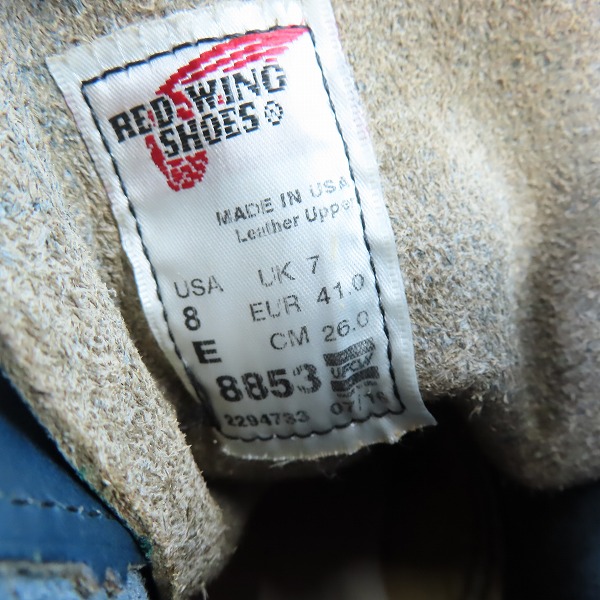 RED WING
SHOES ®
MADE IN USA
Leather Upper
USA UK 7
8 EUR 41.0
E CM 26.0
8853
2294783 07/16